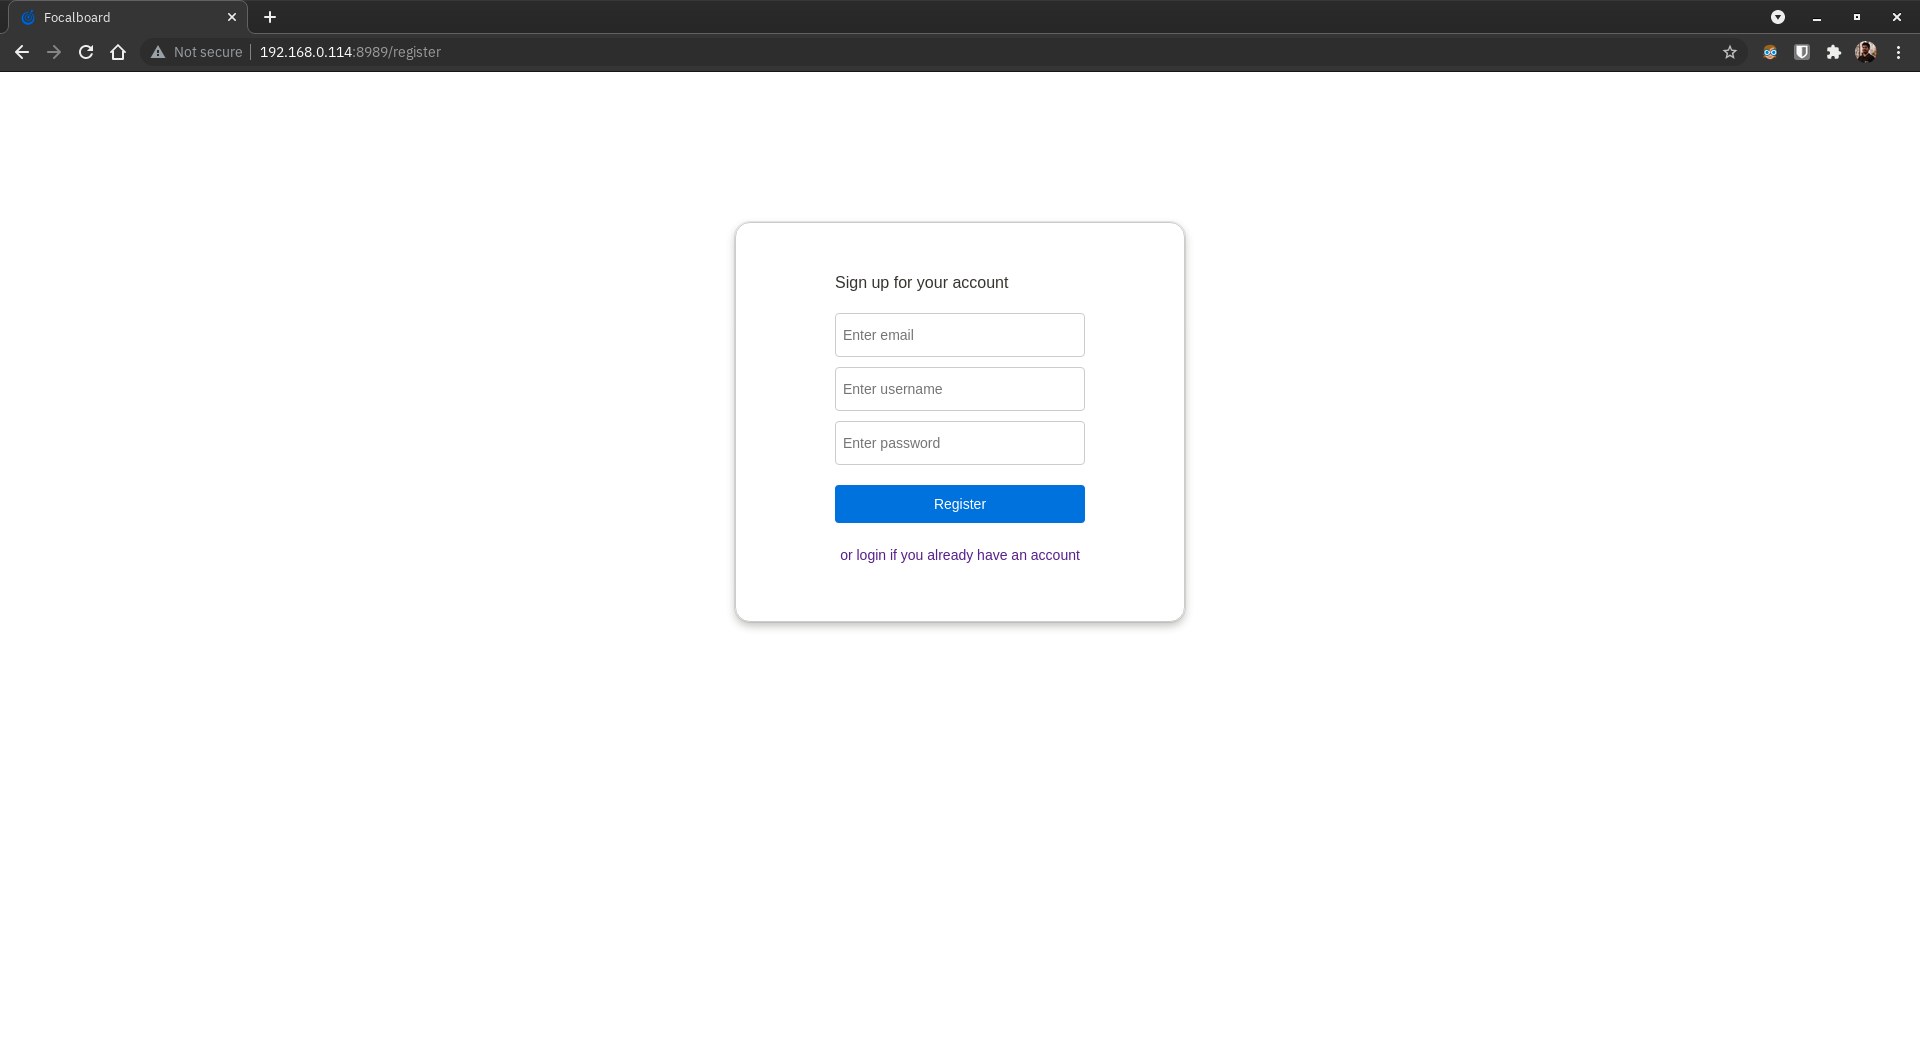 Focalboard
Not secure 192.168.0.114:8989/register
Sign up for your account
Enter email
Enter username
Enter password
Register
or login if you already have an account